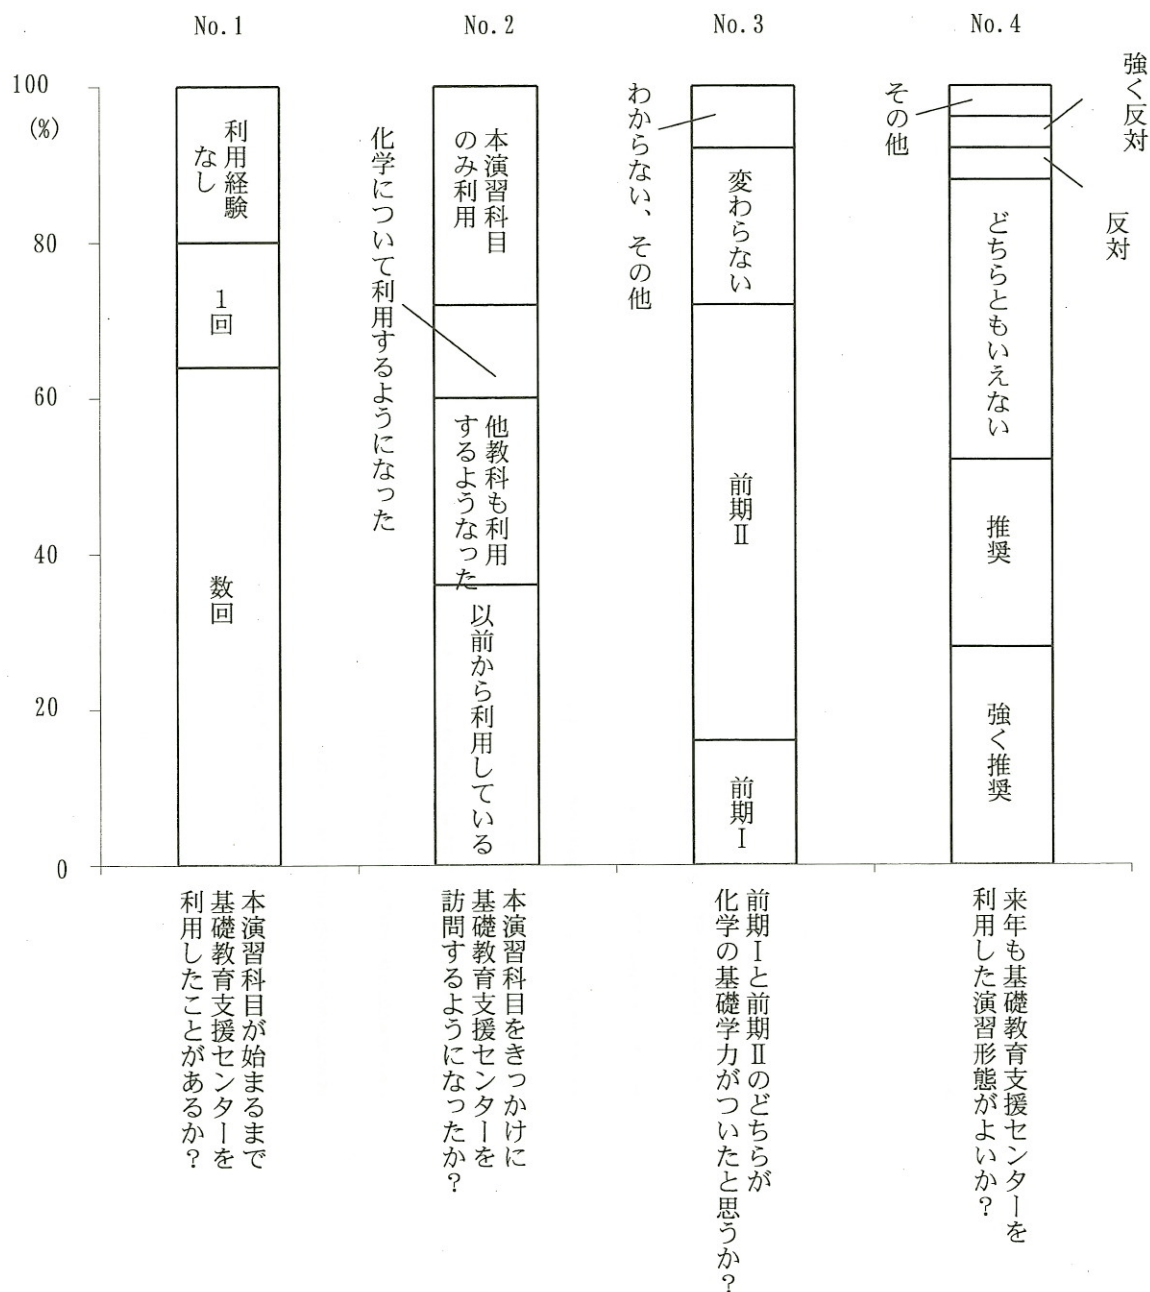 No.1
No.2
No.3
No.4
100
(%)
80
60
40
20
0
利用経験
なし
1回
数回
本演習科目
のみ利用
化学について利用するようになった
他教科も利用
するようなった
以前から利用している
わからない、その他
変わらない
前期Ⅱ
前期Ⅰ
その他
強く反対
反対
どちらともいえない
推奨
強く推奨
本演習科目が始まるまで
基礎教育支援センターを
利用したことがあるか？
本演習科目をきっかけに
基礎教育支援センターを
訪問するようになったか？
前期Ⅰと前期Ⅱのどちらが
化学の基礎学力がついたと思うか？
来年も基礎教育支援センターを
利用した演習形態がよいか？